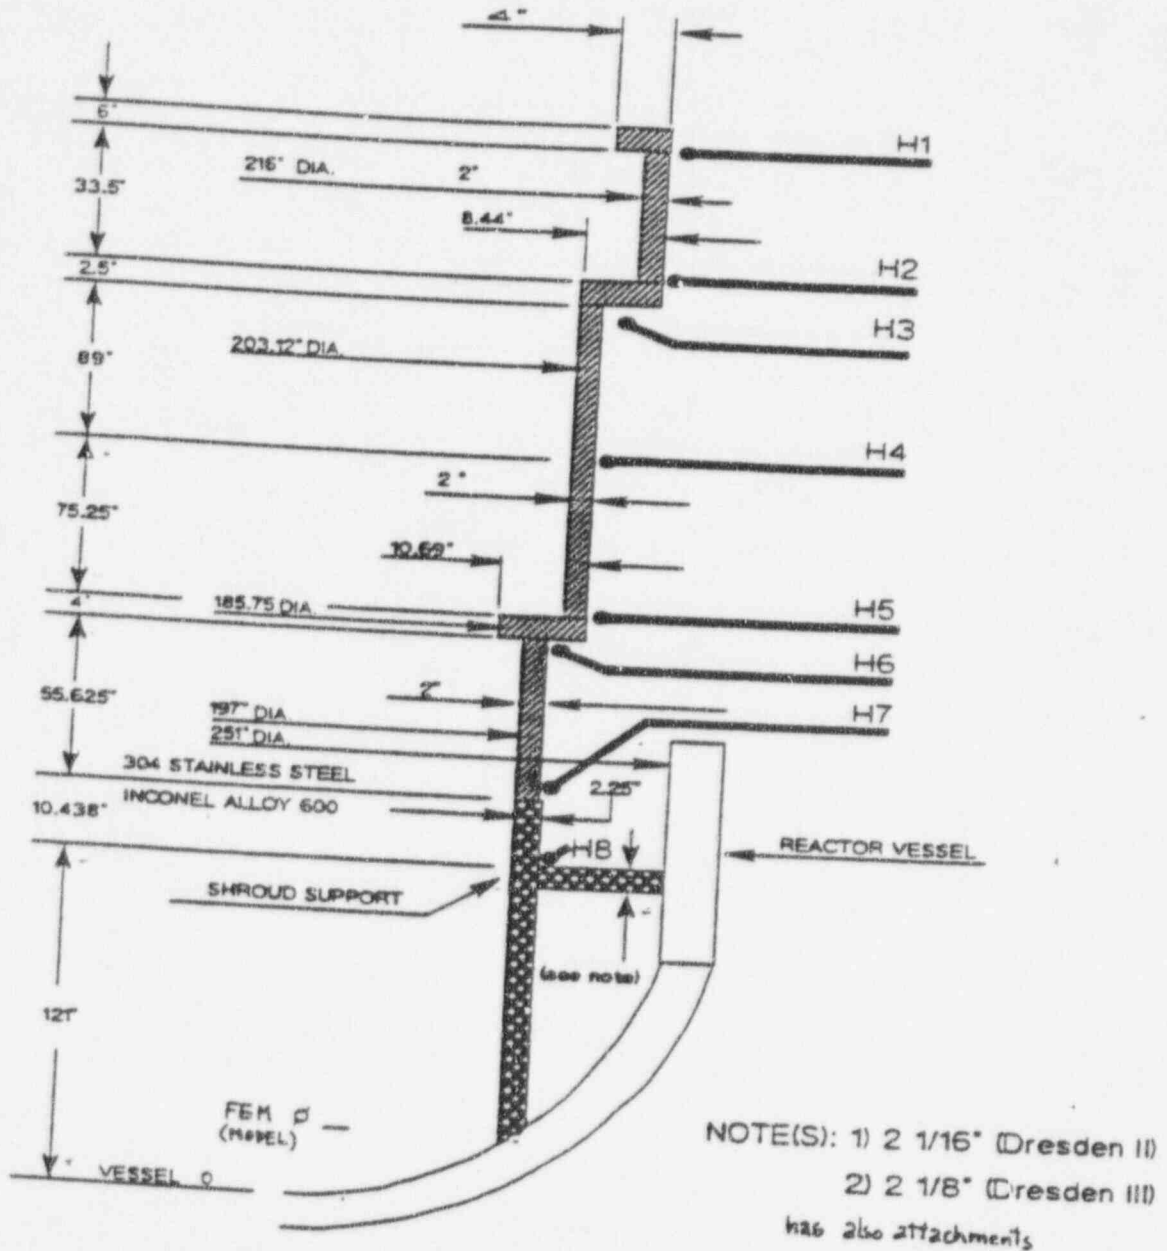 4"
6"
H1
216" DIA.
2"
33.5"
8.44"
H2
2.5"
H3
203.12" DIA.
89"
H4
2"
75.25"
10.69"
4"
185.75 DIA.
H5
H6
55.625"
2"
197" DIA
H7
251" DIA.
304 STAINLESS STEEL
2.25"
INCONEL ALLOY 600
10.438"
H8
REACTOR VESSEL
SHROUD SUPPORT
(see note)
121"
FEM Ø
(MODEL)
NOTE(S): 1) 2 1/16" (Dresden II)
VESSEL 0
2) 2 1/8" (Dresden III)
has also attachments